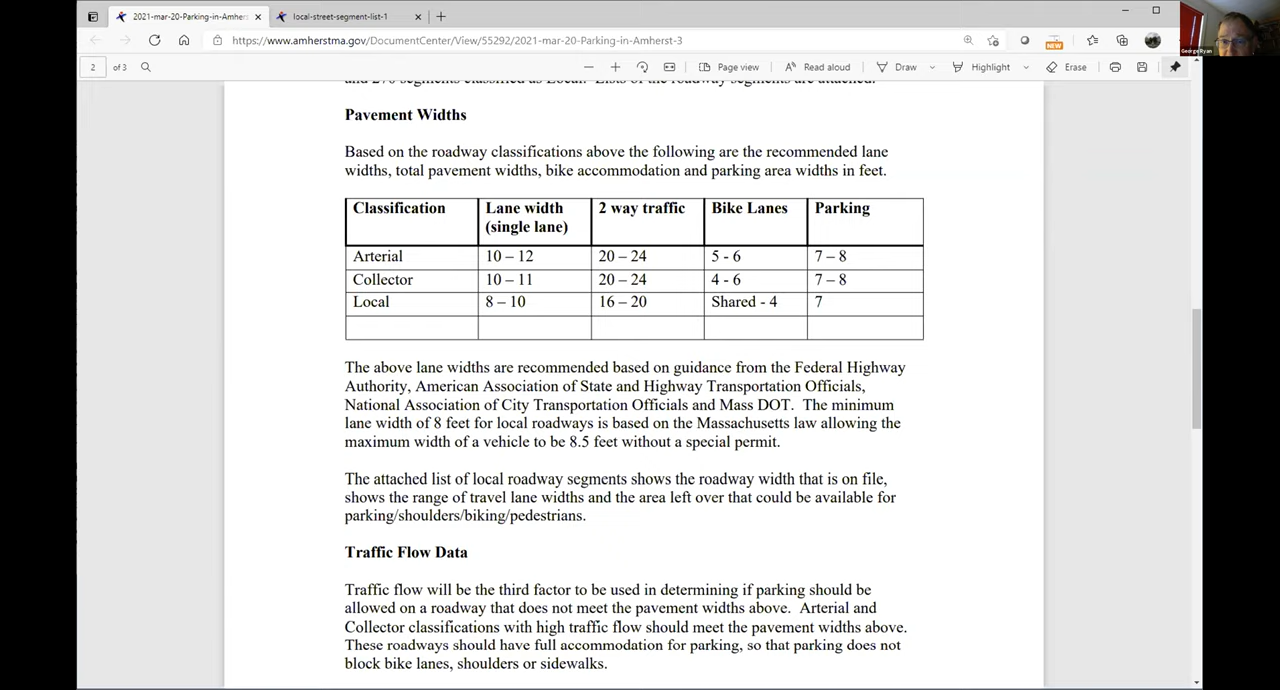 2021-mar-20-Parking-in-Amhers
local-street-segment-list-1
https://www.amherstma.gov/DocumentCenter/View/55292/2021-mar-20-Parking-in-Amherst-3
NEW
George Ryan
2 of 3
Page view
Read aloud
Draw
Highlight
Erase
Pavement Widths
Based on the roadway classifications above the following are the recommended lane
widths, total pavement widths, bike accommodation and parking area widths in feet.
Classification Lane width (single lane) 2 way traffic Bike Lanes Parking
Arterial 10 – 12 20 – 24 5 - 6 7 – 8
Collector 10 – 11 20 – 24 4 - 6 7 – 8
Local 8 – 10 16 – 20 Shared - 4 7
The above lane widths are recommended based on guidance from the Federal Highway
Authority, American Association of State and Highway Transportation Officials,
National Association of City Transportation Officials and Mass DOT.  The minimum
lane width of 8 feet for local roadways is based on the Massachusetts law allowing the
maximum width of a vehicle to be 8.5 feet without a special permit.
The attached list of local roadway segments shows the roadway width that is on file,
shows the range of travel lane widths and the area left over that could be available for
parking/shoulders/biking/pedestrians.
Traffic Flow Data
Traffic flow will be the third factor to be used in determining if parking should be
allowed on a roadway that does not meet the pavement widths above.  Arterial and
Collector classifications with high traffic flow should meet the pavement widths above.
These roadways should have full accommodation for parking, so that parking does not
block bike lanes, shoulders or sidewalks.